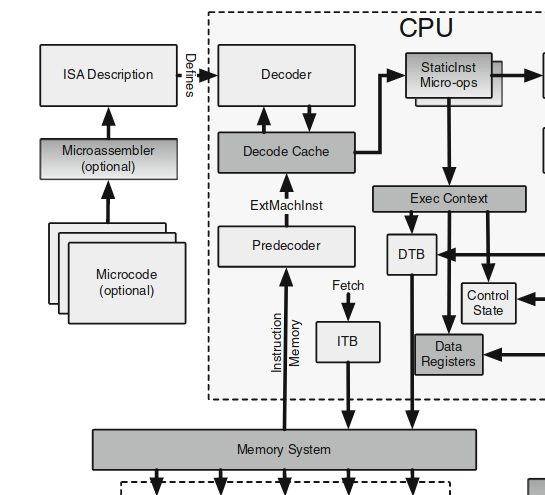 CPU
ISA Description
Defines
Decoder
StaticInst
Micro-ops
Microassembler
(optional)
Decode Cache
ExtMachInst
Exec Context
Predecoder
DTB
Microcode
(optional)
Fetch
Control
State
Instruction
Memory
ITB
Data
Registers
Memory System